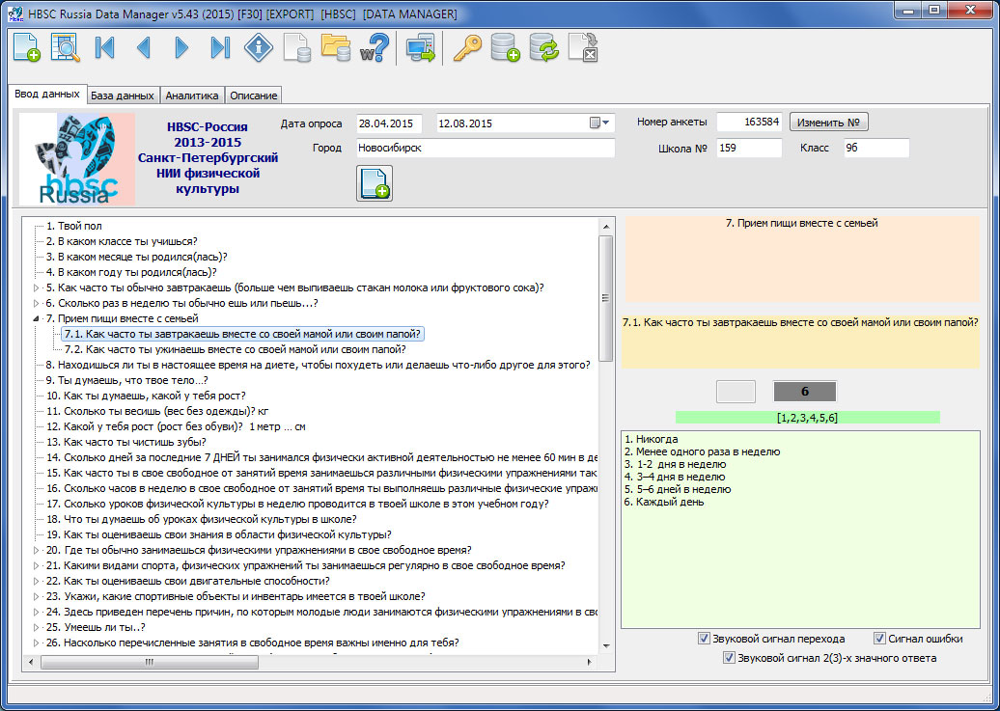 HBSC Russia Data Manager v5.43 (2015) [F30] [EXPORT] [HBSC] [DATA MANAGER]
w?
Ввод данных База данных Аналитика Описание
hbsc
Russia
HBSC-Россия
2013-2015
Санкт-Петербургский
НИИ физической
культуры
Дата опроса 28.04.2015 12.08.2015 Номер анкеты 163584 Изменить №
Город Новосибирск Школа № 159 Класс 9б
1. Твой пол
2. В каком классе ты учишься?
3. В каком месяце ты родился(лась)?
4. В каком году ты родился(лась)?
5. Как часто ты обычно завтракаешь (больше чем выпиваешь стакан молока или фруктового сока)?
6. Сколько раз в неделю ты обычно ешь или пьешь...?
7. Прием пищи вместе с семьей
7.1. Как часто ты завтракаешь вместе со своей мамой или своим папой?
7.2. Как часто ты ужинаешь вместе со своей мамой или своим папой?
8. Находишься ли ты в настоящее время на диете, чтобы похудеть или делаешь что-либо другое для этого?
9. Ты думаешь, что твое тело...?
10. Как ты думаешь, какой у тебя рост?
11. Сколько ты весишь (вес без одежды)? кг
12. Какой у тебя рост (рост без обуви)? 1 метр ... см
13. Как часто ты чистишь зубы?
14. Сколько дней за последние 7 ДНЕЙ ты занимался физически активной деятельностью не менее 60 мин в де
15. Как часто ты в свое свободное от занятий время занимаешься различными физическими упражнениями так
16. Сколько часов в неделю в свое свободное от занятий время ты выполняешь различные физические упраж
17. Сколько уроков физической культуры в неделю проводится в твоей школе в этом учебном году?
18. Что ты думаешь об уроках физической культуры в школе?
19. Как ты оцениваешь свои знания в области физической культуры?
20. Где ты обычно занимаешься физическими упражнениями в свое свободное время?
21. Какими видами спорта, физических упражнений ты занимаешься регулярно в свое свободное время?
22. Как ты оцениваешь свои двигательные способности?
23. Укажи, какие спортивные объекты и инвентарь имеется в твоей школе?
24. Здесь приведен перечень причин, по которым молодые люди занимаются физическими упражнениями в сво
25. Умеешь ли ты..?
26. Насколько перечисленные занятия в свободное время важны именно для тебя?
7. Прием пищи вместе с семьей
7.1. Как часто ты завтракаешь вместе со своей мамой или своим папой?
6
[1,2,3,4,5,6]
1. Никогда
2. Менее одного раза в неделю
3. 1-2 дня в неделю
4. 3–4 дня в неделю
5. 5–6 дней в неделю
6. Каждый день
Звуковой сигнал перехода Сигнал ошибки
Звуковой сигнал 2(3)-х значного ответа